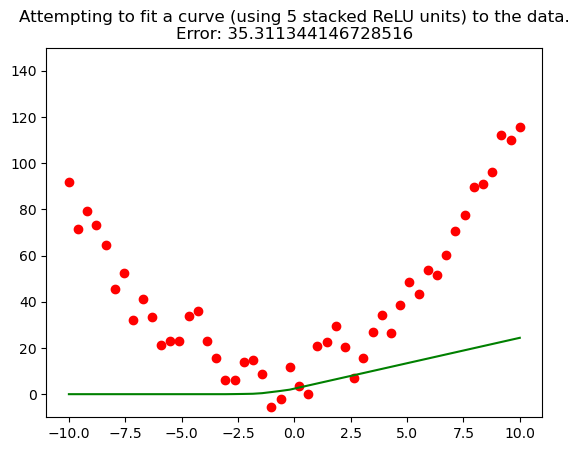 Attempting to fit a curve (using 5 stacked ReLU units) to the data.
Error: 35.311344146728516
140
120
100
80
60
40
20
0
−10.0 −7.5 −5.0 −2.5 0.0 2.5 5.0 7.5 10.0